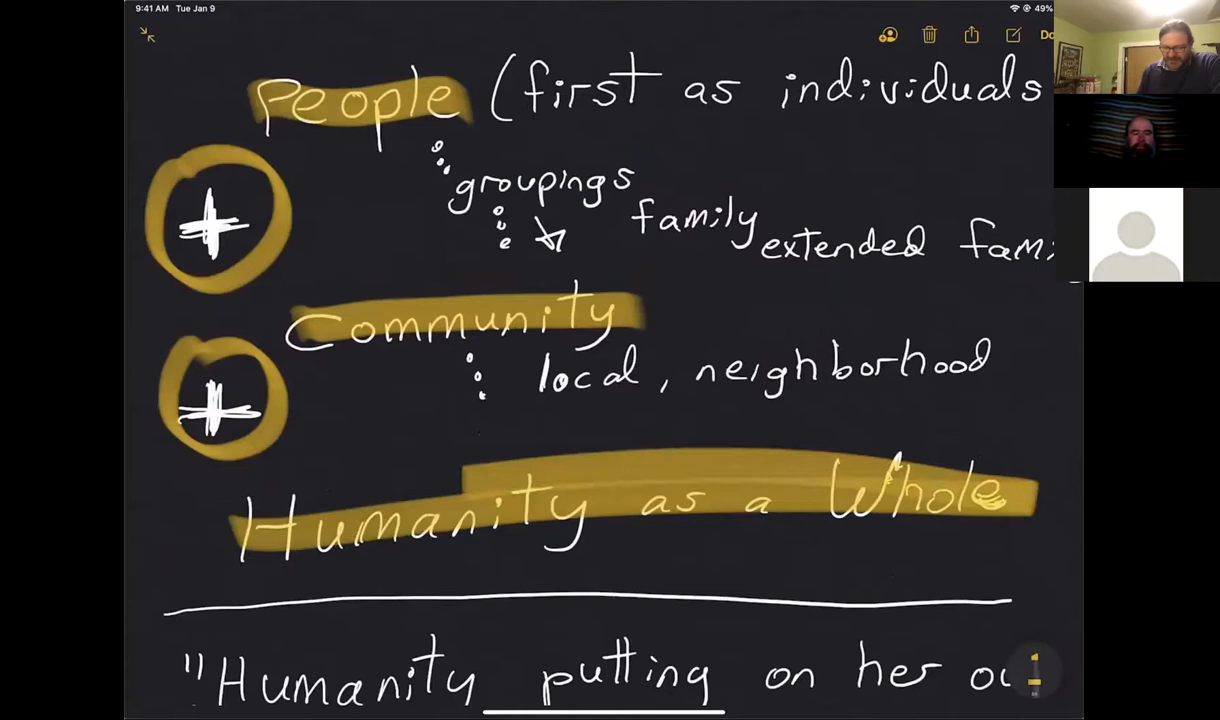 9:41 AM Tue Jan 9
49%
People (first as individuals
groupings
family
extended
Community
local, neighborhood
Humanity as a Whole
"Humanity putting on her